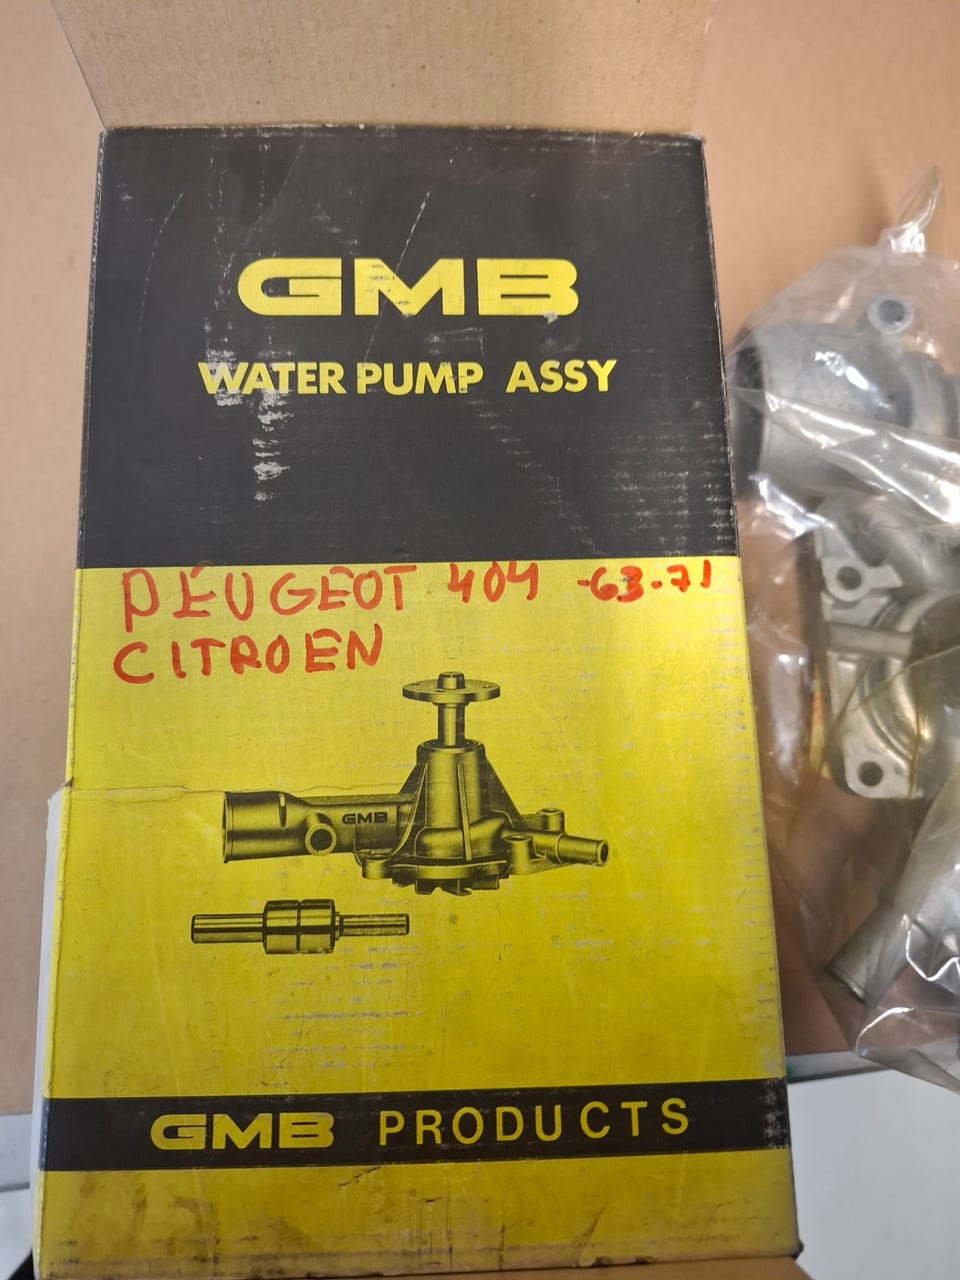 GMB
WATER PUMP ASSY
PEUGEOT 404 -63-71
CITROEN
GMB
GMB PRODUCTS